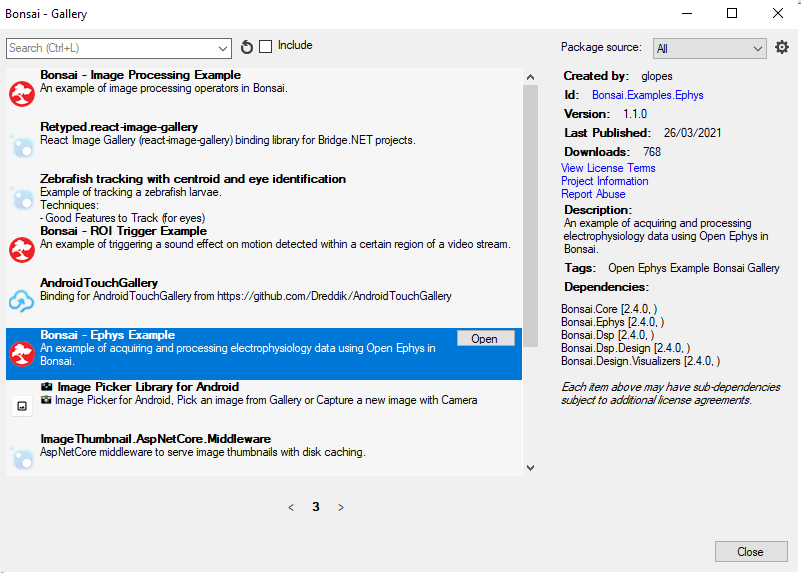 Bonsai - Gallery
Search (Ctrl+L)
Include
Package source:
All
Bonsai - Image Processing Example
An example of image processing operators in Bonsai.
Retyped.react-image-gallery
React Image Gallery (react-image-gallery) binding library for Bridge.NET projects.
Zebrafish tracking with centroid and eye identification
Example of tracking a zebrafish larvae.
Techniques:
- Good Features to Track (for eyes)
Bonsai - ROI Trigger Example
An example of triggering a sound effect on motion detected within a certain region of a video stream.
AndroidTouchGallery
Binding for AndroidTouchGallery from https://github.com/Dreddik/AndroidTouchGallery
Bonsai - Ephys Example
Open
An example of acquiring and processing electrophysiology data using Open Ephys in
Bonsai.
Image Picker Library for Android
Image Picker for Android, Pick an image from Gallery or Capture a new image with Camera
ImageThumbnail.AspNetCore.Middleware
AspNetCore middleware to serve image thumbnails with disk caching.
< 3 >
Created by: glopes
Id: Bonsai.Examples.Ephys
Version: 1.1.0
Last Published: 26/03/2021
Downloads: 768
View License Terms
Project Information
Report Abuse
Description:
An example of acquiring and processing
electrophysiology data using Open Ephys in
Bonsai.
Tags: Open Ephys Example Bonsai Gallery
Dependencies:
Bonsai.Core [2.4.0, )
Bonsai.Ephys [2.4.0, )
Bonsai.Dsp [2.4.0, )
Bonsai.Dsp.Design [2.4.0, )
Bonsai.Design.Visualizers [2.4.0, )
Each item above may have sub-dependencies
subject to additional license agreements.
Close